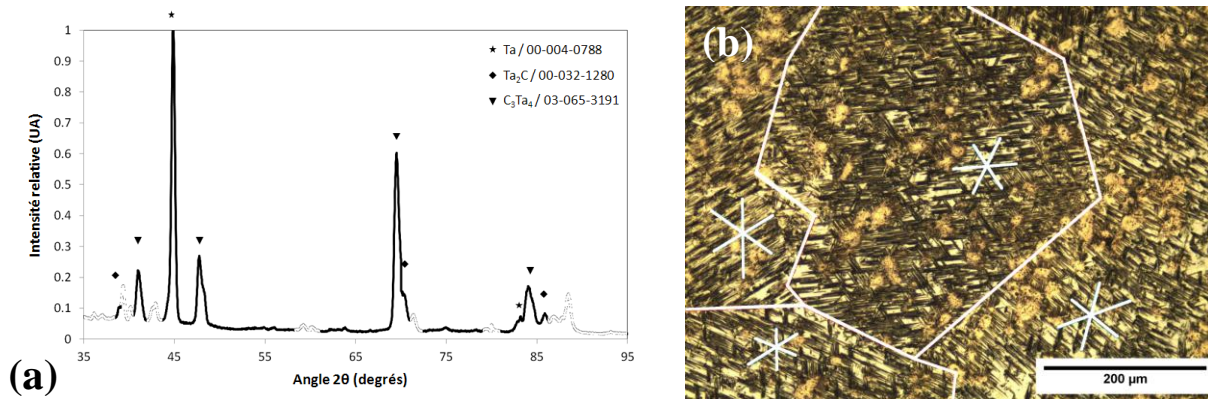 (a)
Intensité relative (UA)
1
0.9
0.8
0.7
0.6
0.5
0.4
0.3
0.2
0.1
0
35 45 55 65 75 85 95
Angle 2θ (degrés)
★ Ta / 00-004-0788
◆ Ta₂C / 00-032-1280
▼ C₃Ta₄ / 03-065-3191
(b)
200 µm